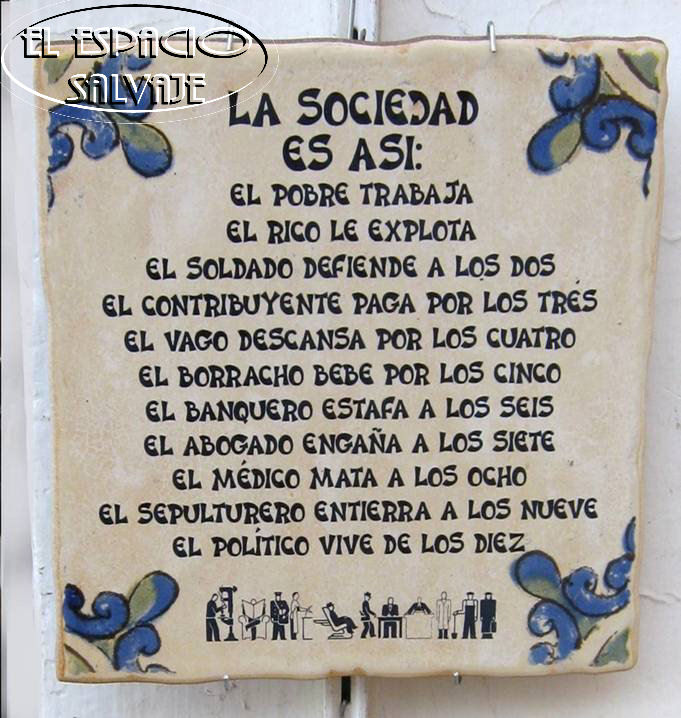 EL ESPACIO
SALVAJE
LA SOCIEDAD
ES ASI:
EL POBRE TRABAJA
EL RICO LE EXPLOTA
EL SOLDADO DEFIENDE A LOS DOS
EL CONTRIBUYENTE PAGA POR LOS TRÉS
EL VAGO DESCANSA POR LOS CUATRO
EL BORRACHO BEBE POR LOS CINCO
EL BANQUERO ESTAFA A LOS SEIS
EL ABOGADO ENGAÑA A LOS SIETE
EL MÉDICO MATA A LOS OCHO
EL SEPULTURERO ENTIERRA A LOS NUEVE
EL POLÍTICO VIVE DE LOS DIEZ